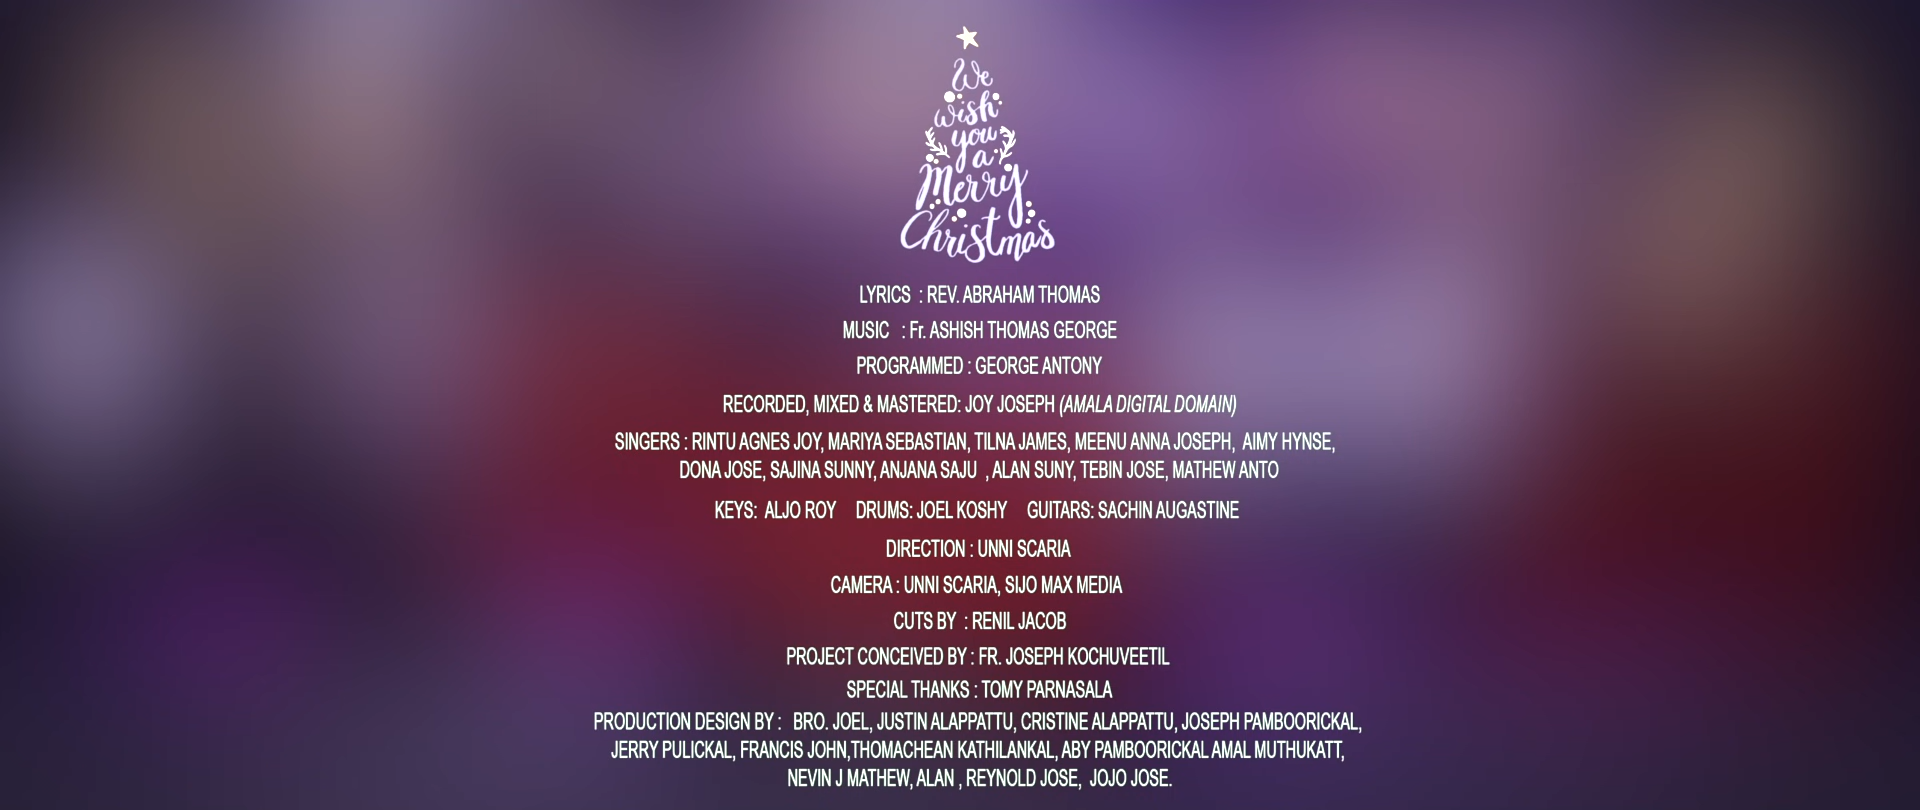 We
wish
you
a
Merry
Christmas
LYRICS : REV. ABRAHAM THOMAS
MUSIC : Fr. ASHISH THOMAS GEORGE
PROGRAMMED : GEORGE ANTONY
RECORDED, MIXED & MASTERED: JOY JOSEPH (AMALA DIGITAL DOMAIN)
SINGERS : RINTU AGNES JOY, MARIYA SEBASTIAN, TILNA JAMES, MEENU ANNA JOSEPH, AIMY HYNSE,
DONA JOSE, SAJINA SUNNY, ANJANA SAJU , ALAN SUNY, TEBIN JOSE, MATHEW ANTO
KEYS: ALJO ROY DRUMS: JOEL KOSHY GUITARS: SACHIN AUGASTINE
DIRECTION : UNNI SCARIA
CAMERA : UNNI SCARIA, SIJO MAX MEDIA
CUTS BY : RENIL JACOB
PROJECT CONCEIVED BY : FR. JOSEPH KOCHUVEETIL
SPECIAL THANKS : TOMY PARNASALA
PRODUCTION DESIGN BY : BRO. JOEL, JUSTIN ALAPPATTU, CRISTINE ALAPPATTU, JOSEPH PAMBOORICKAL,
JERRY PULICKAL, FRANCIS JOHN,THOMACHEAN KATHILANKAL, ABY PAMBOORICKAL AMAL MUTHUKATT,
NEVIN J MATHEW, ALAN , REYNOLD JOSE, JOJO JOSE.